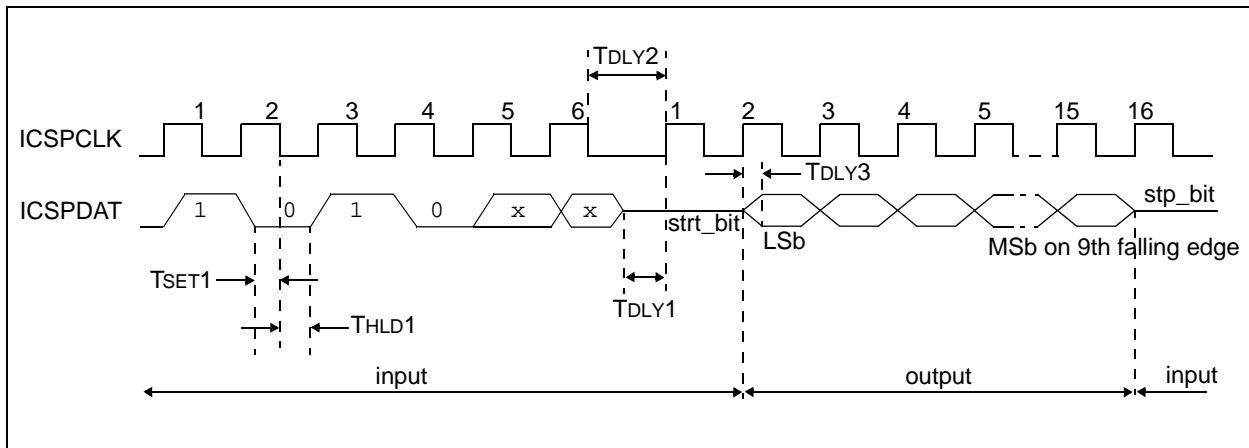 TDLY2
1 2 3 4 5 6 1 2 3 4 5 15 16
ICSPCLK
TDLY3
ICSPDAT
1 0 1 0 x x
strt_bit
LSb
stp_bit
MSb on 9th falling edge
TSET1
TDLY1
THLD1
input output input